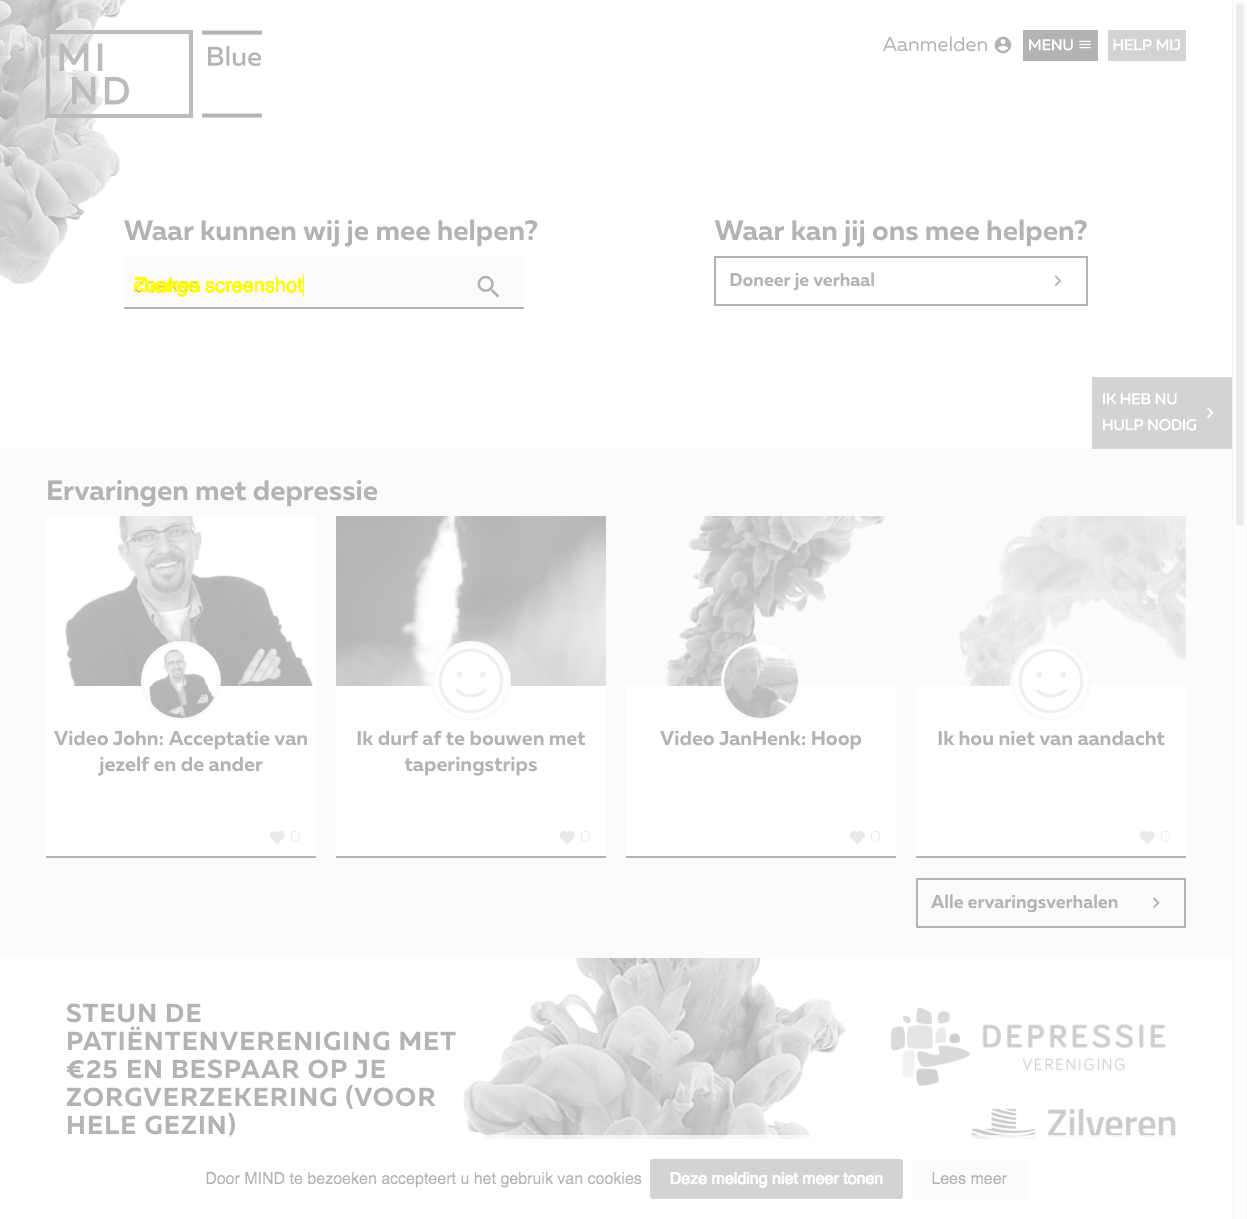 MI
ND
Blue
Aanmelden
MENU
HELP MIJ
Waar kunnen wij je mee helpen?
screenshot
Waar kan jij ons mee helpen?
Doneer je verhaal
IK HEB NU
HULP NODIG
Ervaringen met depressie
Video John: Acceptatie van
jezelf en de ander
0
Ik durf af te bouwen met
taperingstrips
0
Video JanHenk: Hoop
0
Ik hou niet van aandacht
0
Alle ervaringsverhalen
STEUN DE
PATIËNTENVERENIGING MET
€25 EN BESPAAR OP JE
ZORGVERZEKERING (VOOR
HELE GEZIN)
DEPRESSIE
VERENIGING
Zilveren
Door MIND te bezoeken accepteert u het gebruik van cookies
Deze melding niet meer tonen
Lees meer